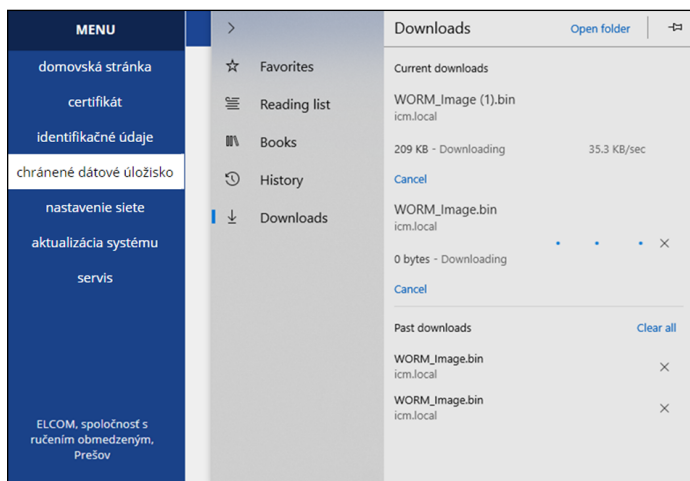 MENU
domovská stránka
certifikát
identifikačné údaje
chránené dátové úložisko
nastavenie siete
aktualizácia systému
servis
ELCOM, spoločnosť s
ručením obmedzeným,
Prešov
Favorites
Reading list
Books
History
Downloads
Downloads
Open folder
Current downloads
WORM_Image (1).bin
icm.local
209 KB - Downloading 35.3 KB/sec
Cancel
WORM_Image.bin
icm.local
0 bytes - Downloading
Cancel
Past downloads
Clear all
WORM_Image.bin
icm.local
WORM_Image.bin
icm.local